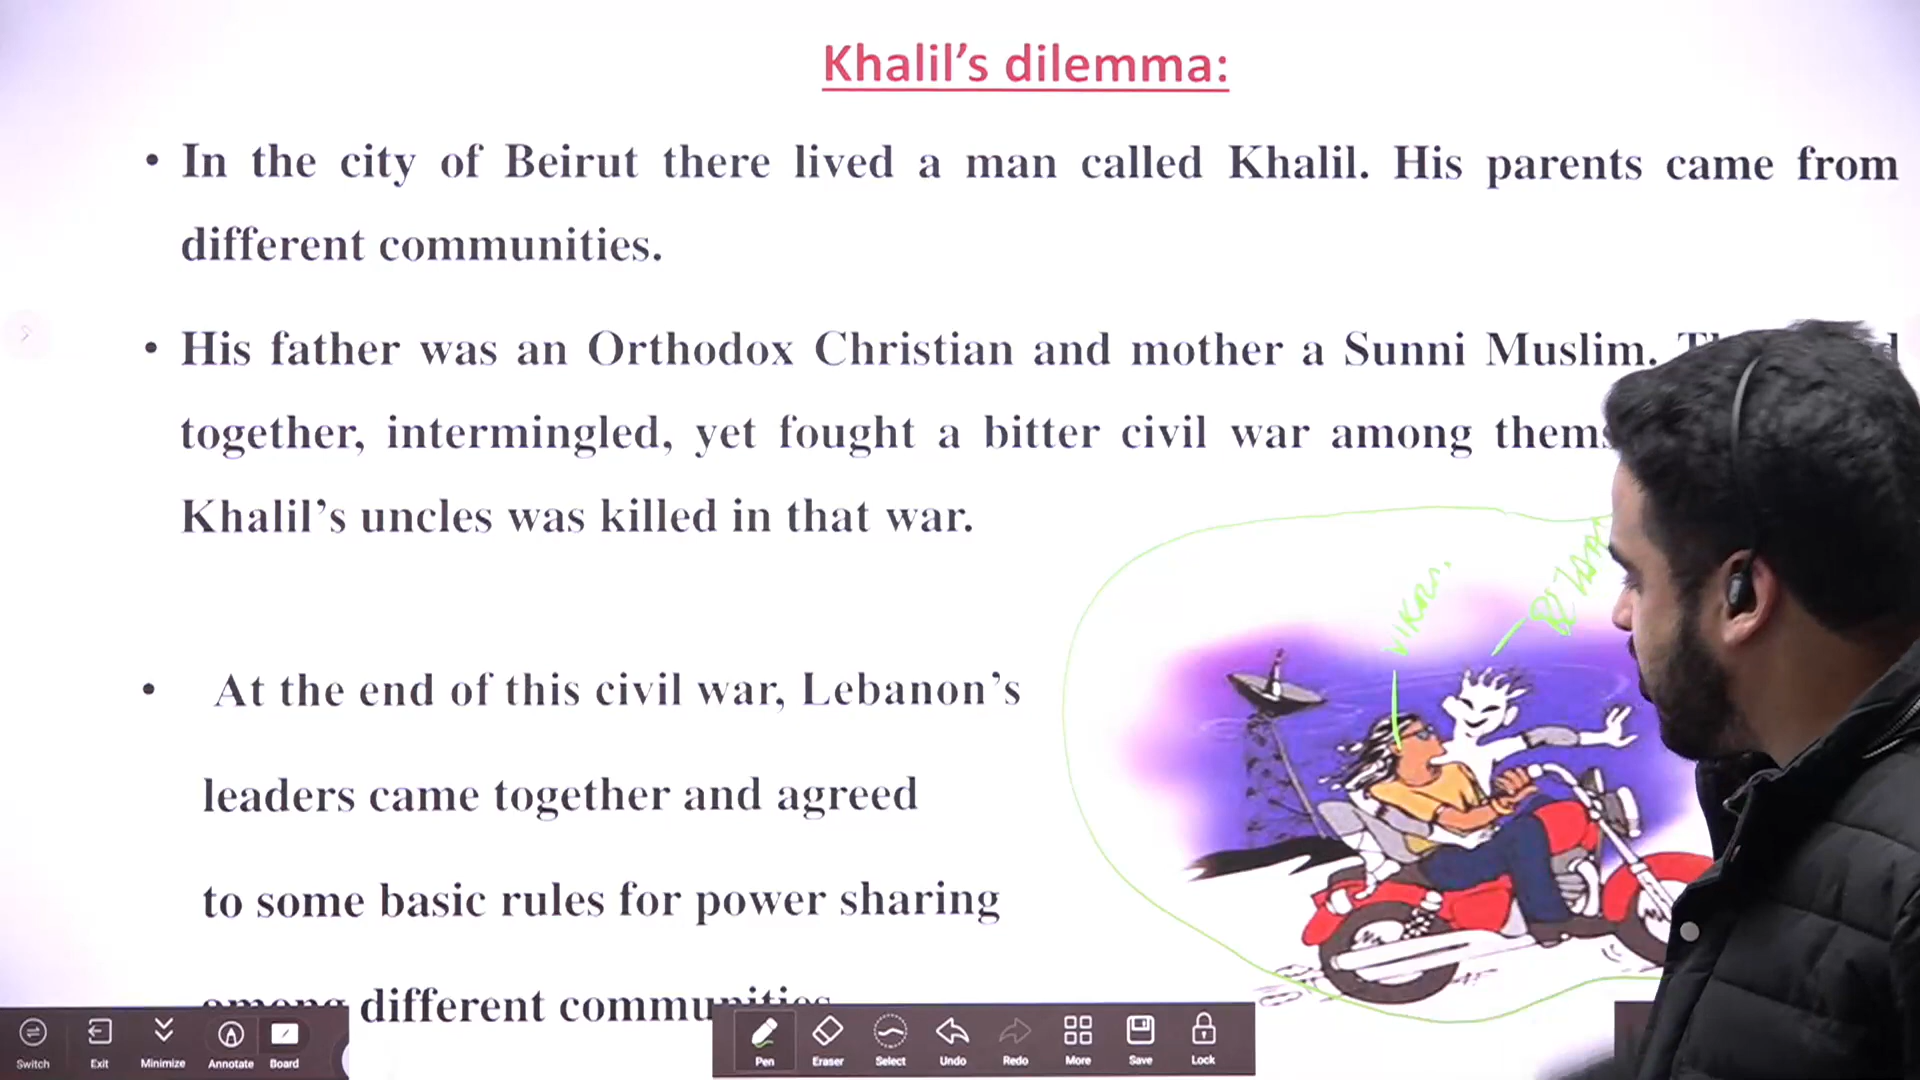 Khalil's dilemma:
• In the city of Beirut there lived a man called Khalil. His parents came from
different communities.
• His father was an Orthodox Christian and mother a Sunni Muslim.
together, intermingled, yet fought a bitter civil war among
Khalil's uncles was killed in that war.
VIKRAM
• At the end of this civil war, Lebanon's
leaders came together and agreed
to some basic rules for power sharing
among different communities
Switch Exit Minimize Annotate Board Pen Eraser Select Undo Redo More Save Lock